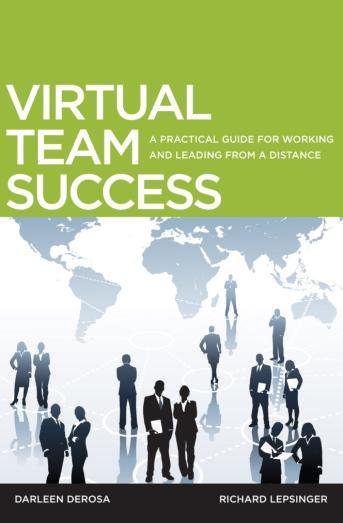 VIRTUAL
TEAM
SUCCESS
A PRACTICAL GUIDE FOR WORKING
AND LEADING FROM A DISTANCE
DARLEEN DEROSA
RICHARD LEPSINGER